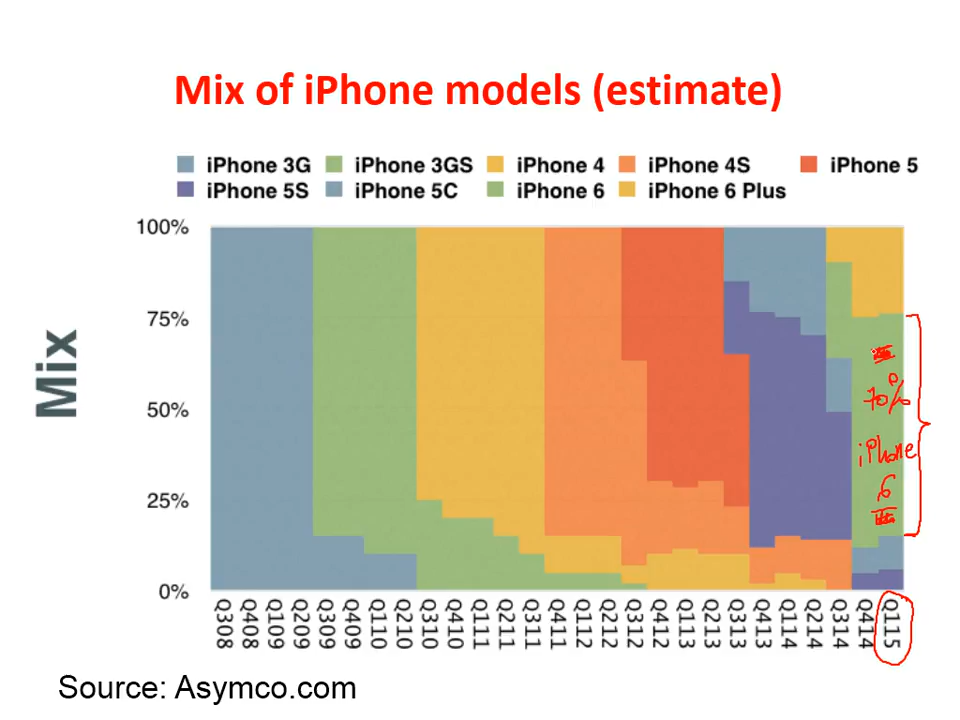 Mix of iPhone models (estimate)
iPhone 3G iPhone 3GS iPhone 4 iPhone 4S iPhone 5
iPhone 5S iPhone 5C iPhone 6 iPhone 6 Plus
Mix
100%
75%
50%
25%
0%
70%
iPhone
6
Q308 Q408 Q109 Q209 Q309 Q409 Q110 Q210 Q310 Q410 Q111 Q211 Q311 Q411 Q112 Q212 Q312 Q412 Q113 Q213 Q313 Q413 Q114 Q214 Q314 Q414 Q115
Source: Asymco.com